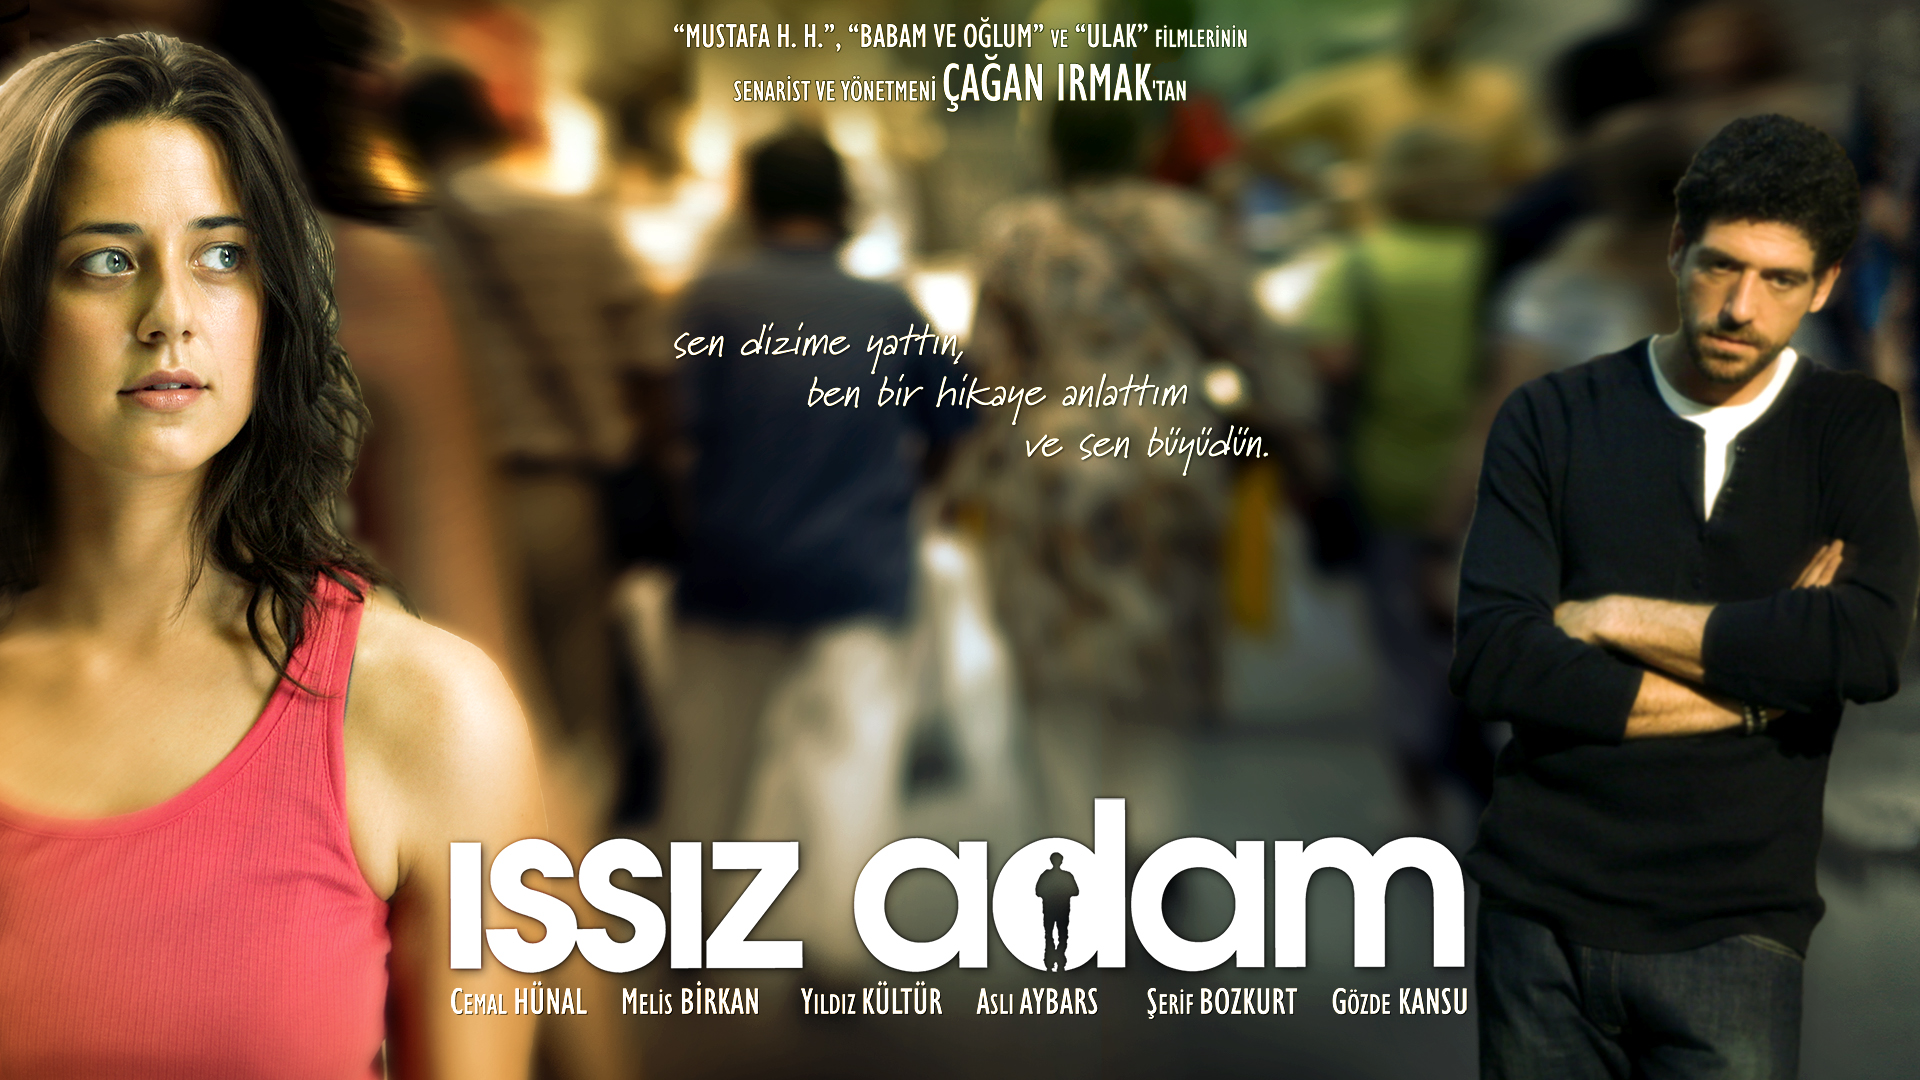 “MUSTAFA H. H.”, “BABAM VE OĞLUM” VE “ULAK” FİLMLERİNİN
SENARİST VE YÖNETMENİ ÇAĞAN IRMAK'TAN
sen dizime yattın,
ben bir hikaye anlattım
ve sen büyüdün.
ıssız adam
CEMAL HÜNAL MELİS BİRKAN YILDIZ KÜLTÜR ASLI AYBARS ŞERİF BOZKURT GÖZDE KANSU